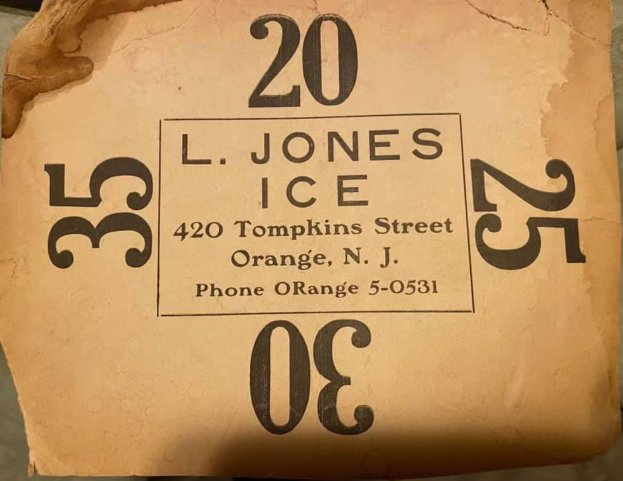 20
L. JONES
ICE
420 Tompkins Street
Orange, N. J.
Phone ORange 5-0531
35
25
30